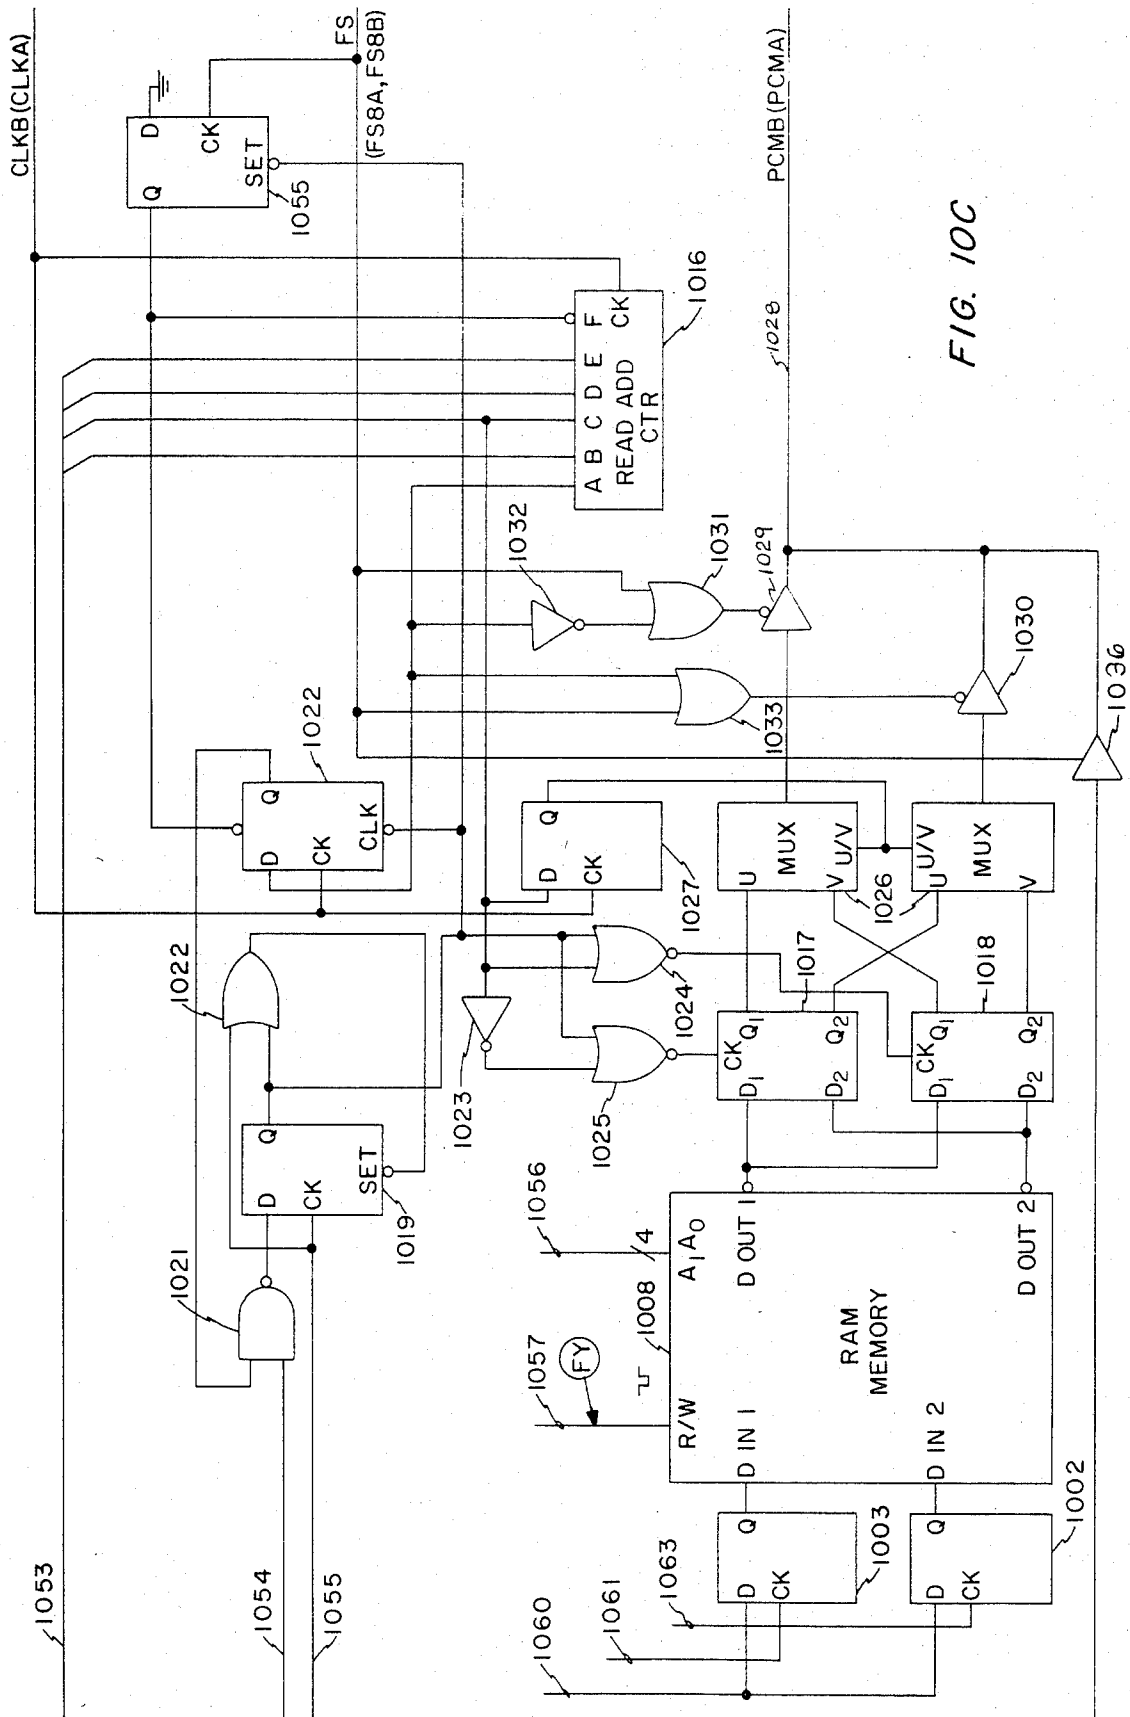 CLKB(CLKA)
FS
(FS8A, FS8B)
D
CK
Q
SET
1055
1016
A B C D E F
CK
READ ADD
CTR
PCMB(PCMA)
1028
FIG. 10C
1032
1031
1029
1033
1030
1036
1022
Q
D
CK
CLK
Q
D
CK
1027
U
MUX
V
U/V
1026
U/V
U
MUX
V
1022
1023
1024
1025
1017
CK
Q1
D1
Q2
D2
1018
CK
Q1
D1
Q2
D2
1021
Q
D
CK
SET
1019
1056
4
1008
1057
FY
R/W
A1 A0
D OUT 1
D OUT 2
RAM
MEMORY
D IN 1
D IN 2
Q
D
CK
1003
Q
D
CK
1002
1053
1054
1055
1060
1061
1063